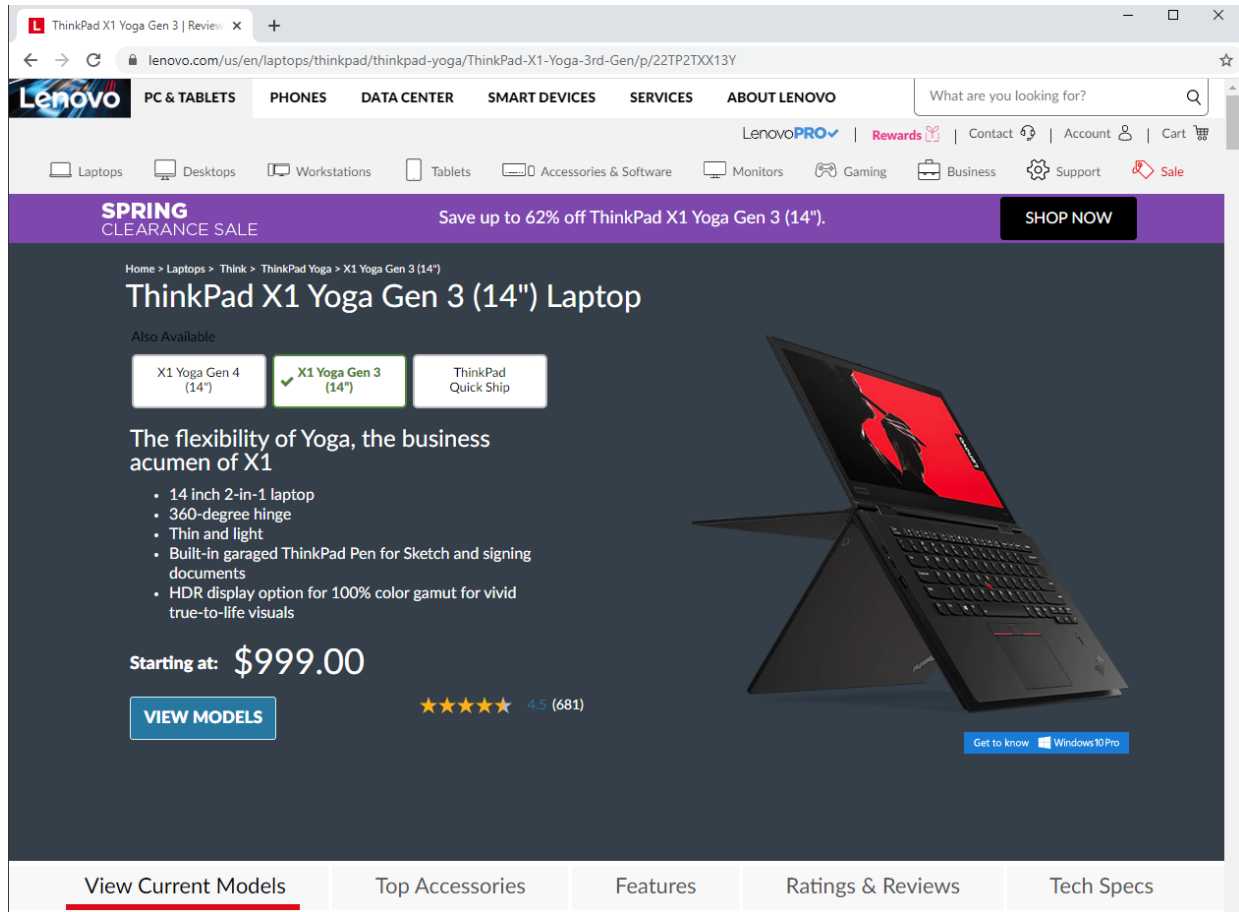 ThinkPad X1 Yoga Gen 3 | Review
lenovo.com/us/en/laptops/thinkpad/thinkpad-yoga/ThinkPad-X1-Yoga-3rd-Gen/p/22TP2TXX13Y
Lenovo PC & TABLETS PHONES DATA CENTER SMART DEVICES SERVICES ABOUT LENOVO What are you looking for?
LenovoPRO | Rewards | Contact | Account | Cart
Laptops Desktops Workstations Tablets Accessories & Software Monitors Gaming Business Support Sale
SPRING
CLEARANCE SALE
Save up to 62% off ThinkPad X1 Yoga Gen 3 (14").
SHOP NOW
Home > Laptops > Think > ThinkPad Yoga > X1 Yoga Gen 3 (14")
ThinkPad X1 Yoga Gen 3 (14") Laptop
Also Available
X1 Yoga Gen 4
(14")
X1 Yoga Gen 3
(14")
ThinkPad
Quick Ship
The flexibility of Yoga, the business
acumen of X1
• 14 inch 2-in-1 laptop
• 360-degree hinge
• Thin and light
• Built-in garaged ThinkPad Pen for Sketch and signing
documents
• HDR display option for 100% color gamut for vivid
true-to-life visuals
Starting at: $999.00
VIEW MODELS
4.5 (681)
Get to know Windows 10 Pro
View Current Models Top Accessories Features Ratings & Reviews Tech Specs